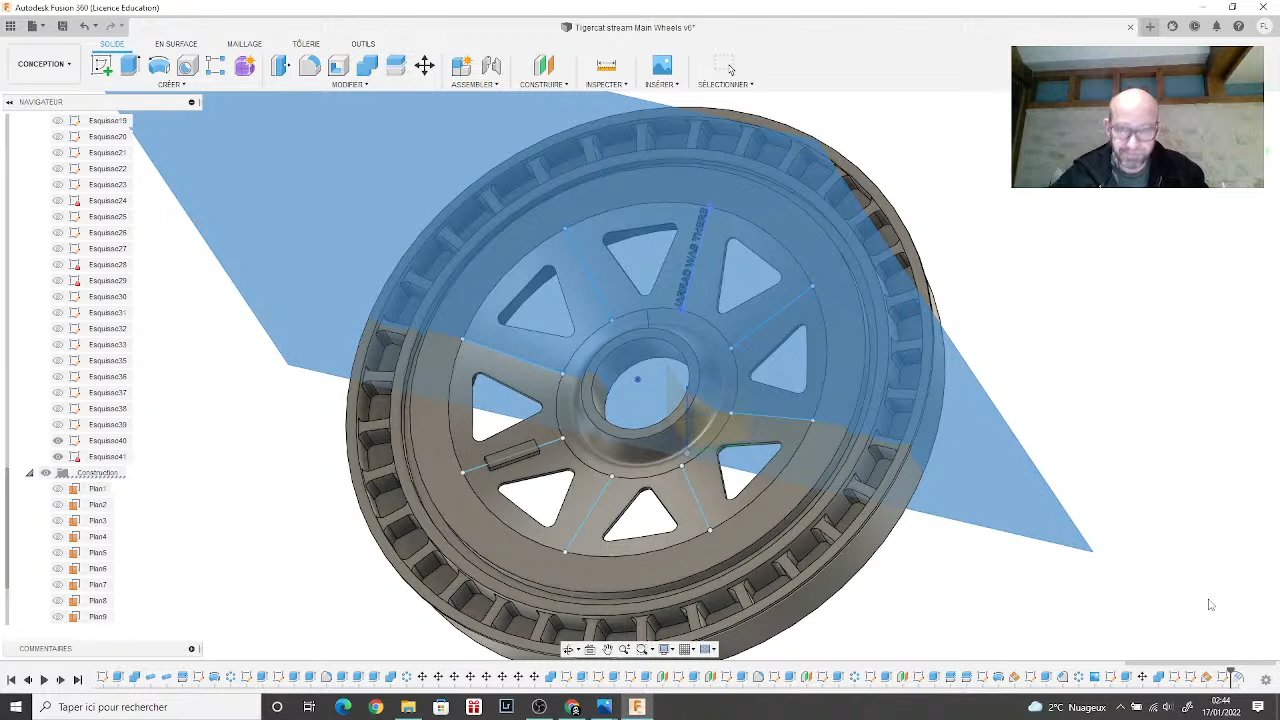 Autodesk Fusion 360 (Licence Education)
Tigercat stream Main Wheels v6*
FL
CONCEPTION
SOLIDE
EN SURFACE
MAILLAGE
TÔLERIE
OUTILS
CRÉER
MODIFIER
ASSEMBLER
CONSTRUIRE
INSPECTER
INSÉRER
SÉLECTIONNER
NAVIGATEUR
Esquisse19
Esquisse20
Esquisse21
Esquisse22
Esquisse23
Esquisse24
Esquisse25
Esquisse26
Esquisse27
Esquisse28
Esquisse29
Esquisse30
Esquisse31
Esquisse32
Esquisse33
Esquisse35
Esquisse36
Esquisse37
Esquisse38
Esquisse39
Esquisse40
Esquisse41
Construction
Plan1
Plan2
Plan3
Plan4
Plan5
Plan6
Plan7
Plan8
Plan9
WAS THERE
COMMENTAIRES
Taper ici pour rechercher
2°C Nuageux
02:44
17/01/2022